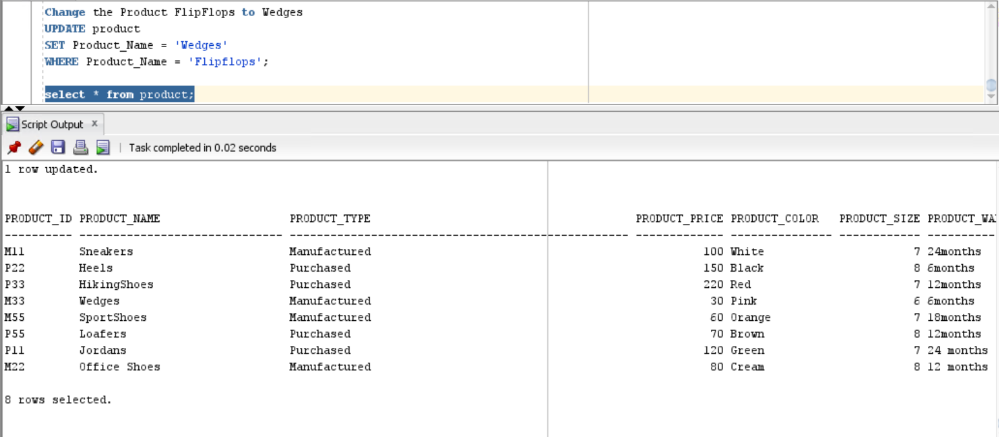 Change the Product FlipFlops to Wedges
UPDATE product
SET Product_Name = 'Wedges'
WHERE Product_Name = 'Flipflops';
select * from product;
Script Output x
Task completed in 0.02 seconds
1 row updated.
PRODUCT_ID PRODUCT_NAME PRODUCT_TYPE PRODUCT_PRICE PRODUCT_COLOR PRODUCT_SIZE PRODUCT_WA
M11 Sneakers Manufactured 100 White 7 24months
P22 Heels Purchased 150 Black 8 6months
P33 HikingShoes Purchased 220 Red 7 12months
M33 Wedges Manufactured 30 Pink 6 6months
M55 SportShoes Manufactured 60 Orange 7 18months
P55 Loafers Purchased 70 Brown 8 12months
P11 Jordans Purchased 120 Green 7 24 months
M22 Office Shoes Manufactured 80 Cream 8 12 months
8 rows selected.